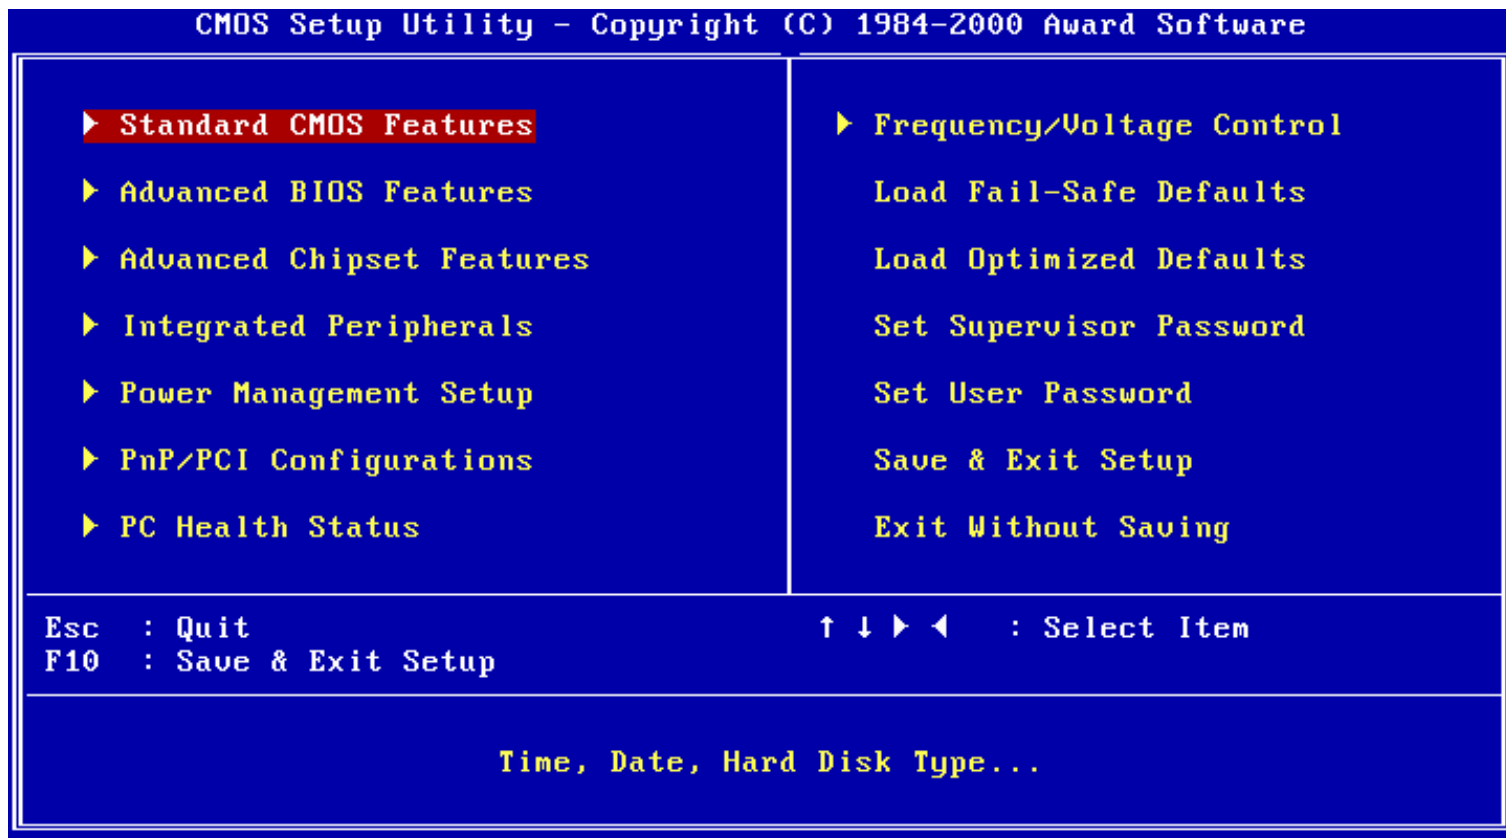 CMOS Setup Utility - Copyright (C) 1984-2000 Award Software
▶ Standard CMOS Features
▶ Advanced BIOS Features
▶ Advanced Chipset Features
▶ Integrated Peripherals
▶ Power Management Setup
▶ PnP/PCI Configurations
▶ PC Health Status
▶ Frequency/Voltage Control
Load Fail-Safe Defaults
Load Optimized Defaults
Set Supervisor Password
Set User Password
Save & Exit Setup
Exit Without Saving
Esc : Quit
F10 : Save & Exit Setup
↑ ↓ ▶ ◀ : Select Item
Time, Date, Hard Disk Type...